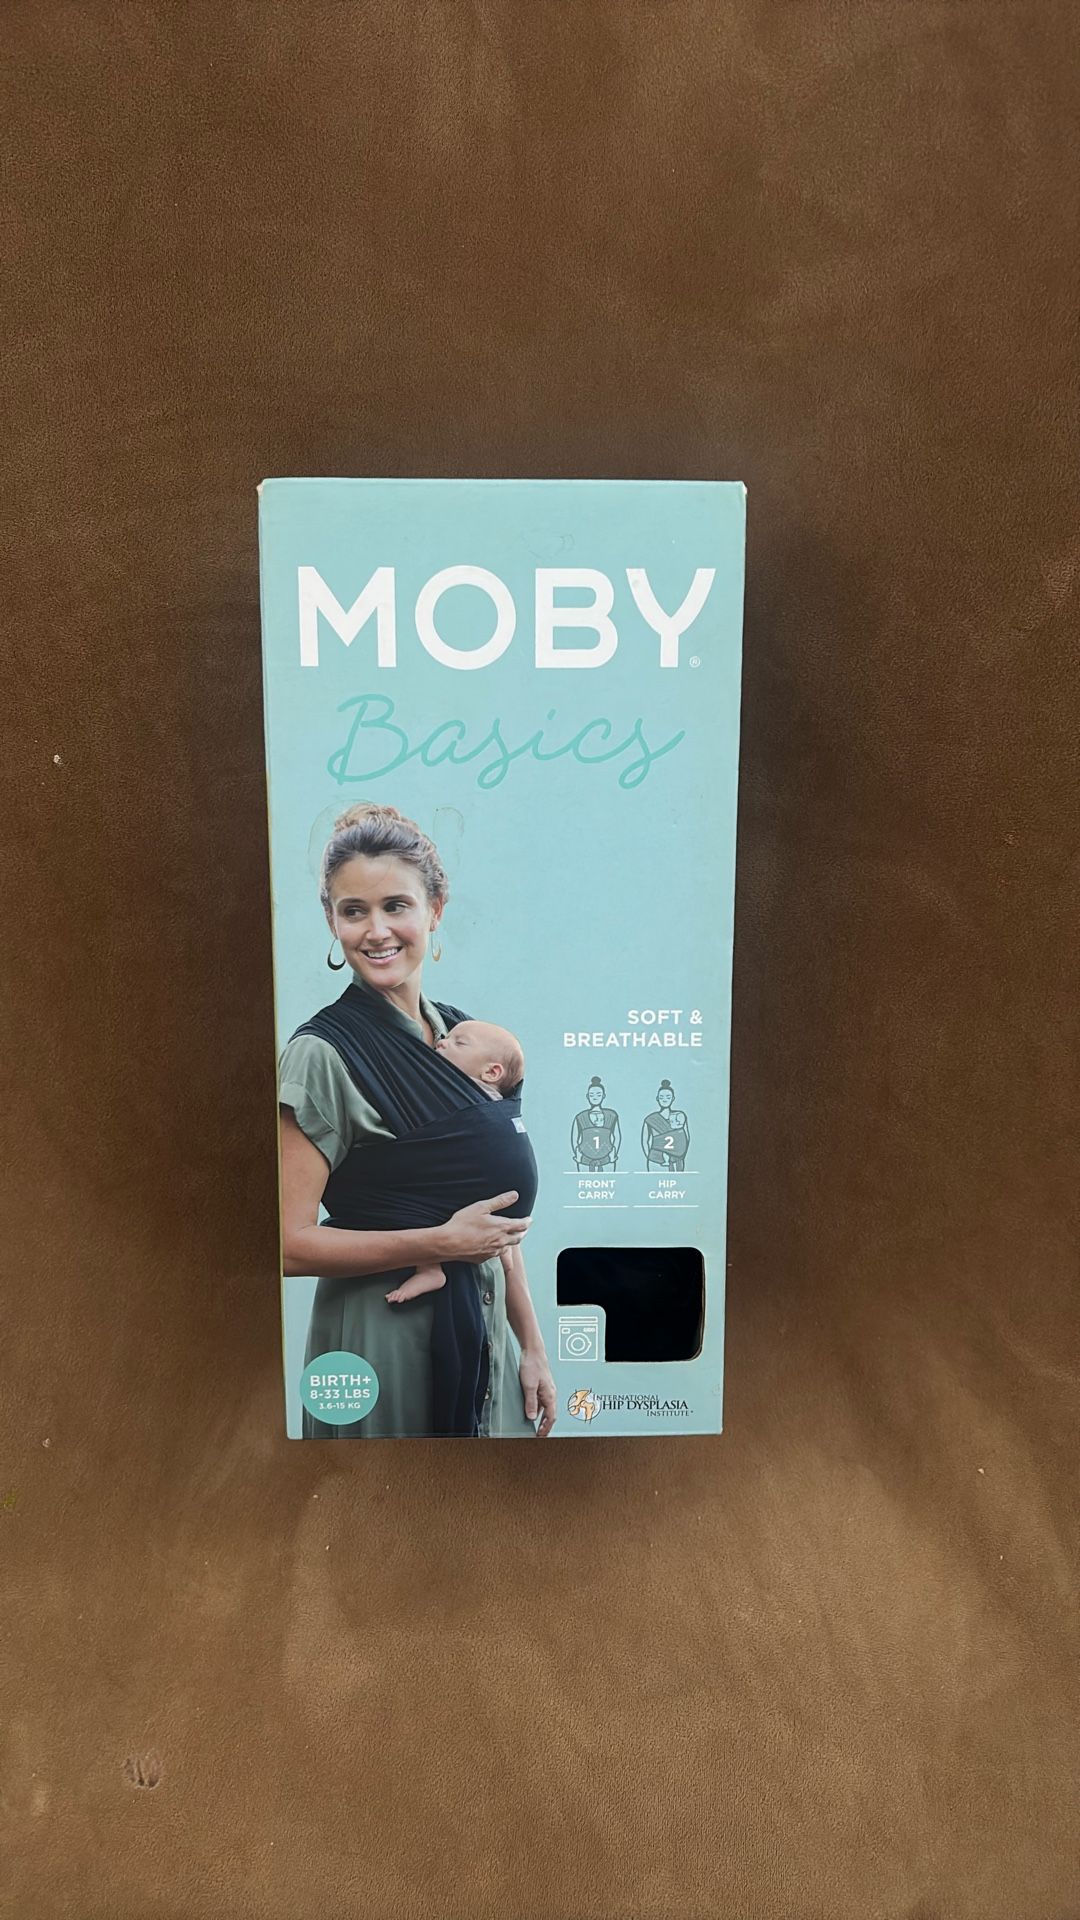 MOBY®
Basics
SOFT &
BREATHABLE
1 2
FRONT
CARRY
HIP
CARRY
BIRTH+
8-33 LBS
3.6-15 KG
INTERNATIONAL
HIP DYSPLASIA
INSTITUTE